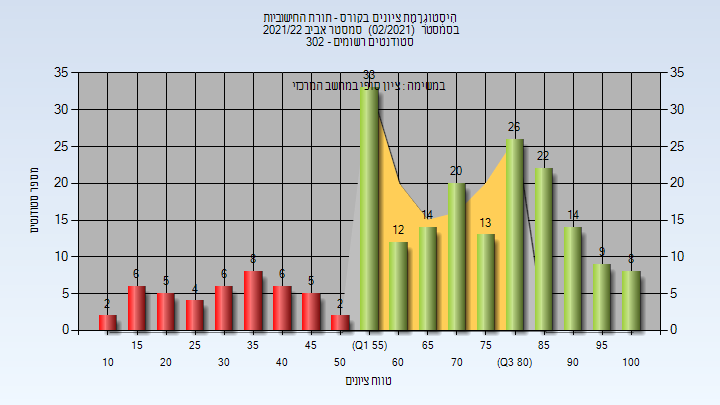 היסטוגרמת ציונים בקורס - תורת החישוביות
בסמסטר (02/2021) סמסטר אביב 2021/22
סטודנטים רשומים - 302
במשימה : ציון סופי במחשב המרכזי
מספר סטודנטים
35 35
30 30
25 25
20 20
15 15
10 10
5 5
0 0
2 6 5 4 6 8 6 5 2 33 12 14 20 13 26 22 14 9 8
15 25 35 45 (Q1 55) 65 75 85 95
10 20 30 40 50 60 70 (Q3 80) 90 100
טווח ציונים